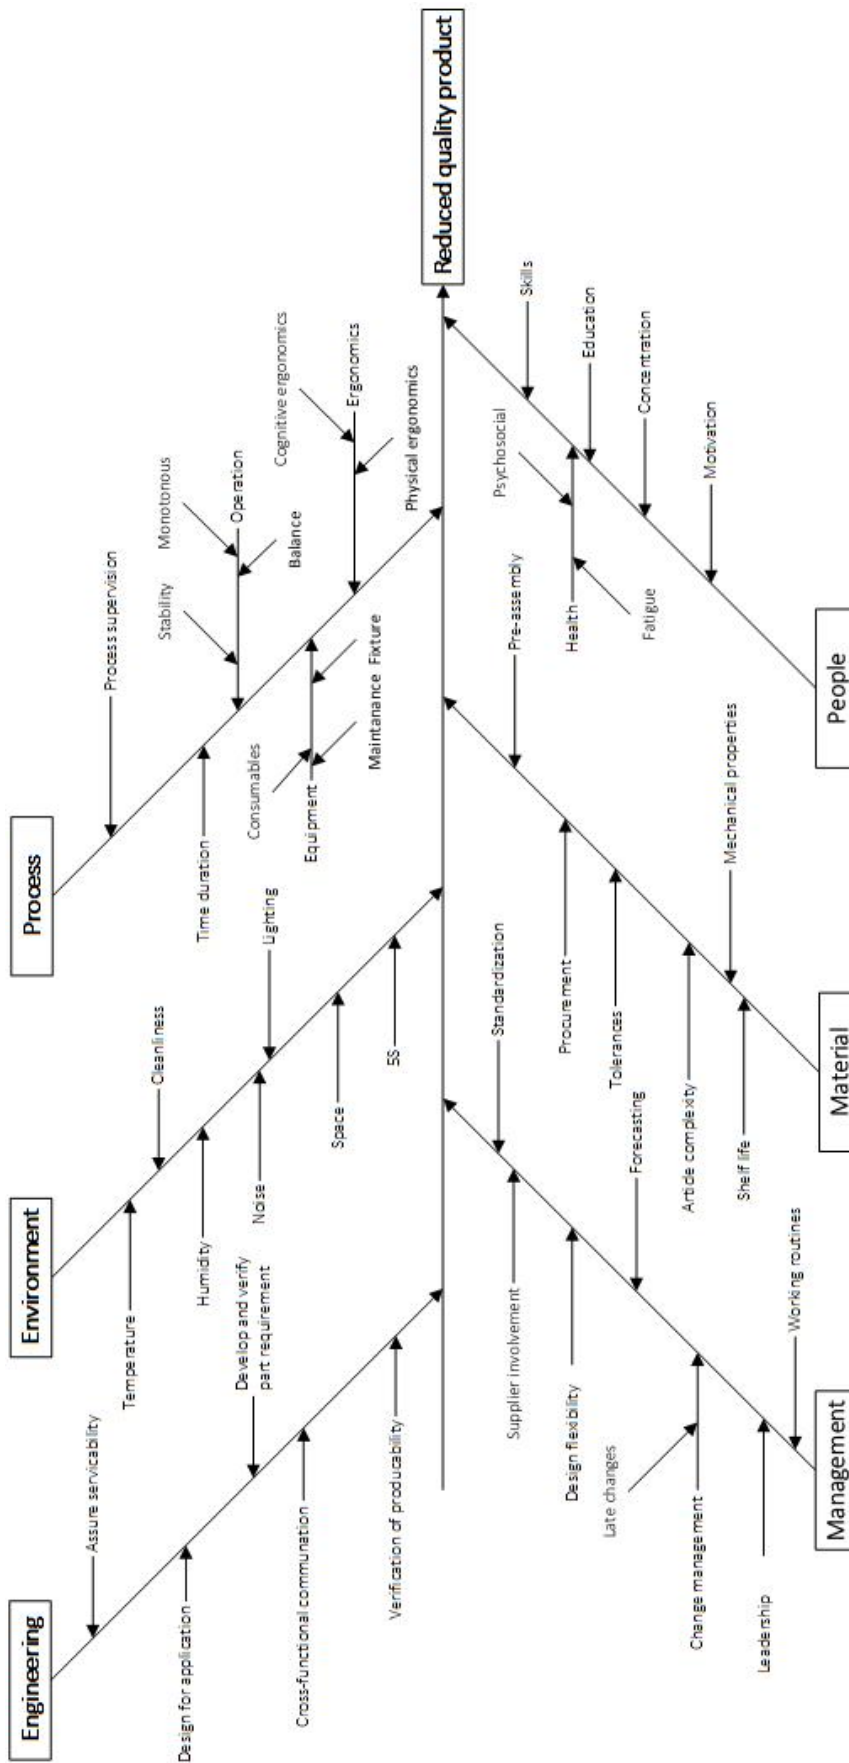 Engineering
Environment
Process
Assure servicability
Design for application
Develop and verify
part requirement
Cross-functional communation
Verification of producability
Temperature
Cleanliness
Humidity
Noise
Lighting
Space
5S
Process supervision
Time duration
Monotonous
Stability
Operation
Balance
Consumables
Equipment
Fixture
Maintanance
Cognitive ergonomics
Ergonomics
Physical ergonomics
Reduced quality product
Standardization
Supplier involvement
Design flexibility
Forecasting
Late changes
Change management
Leadership
Working routines
Pre-assembly
Procurement
Tolerances
Article complexity
Mechanical properties
Shelf life
Skills
Psychosocial
Health
Education
Fatigue
Concentration
Motivation
Management
Material
People